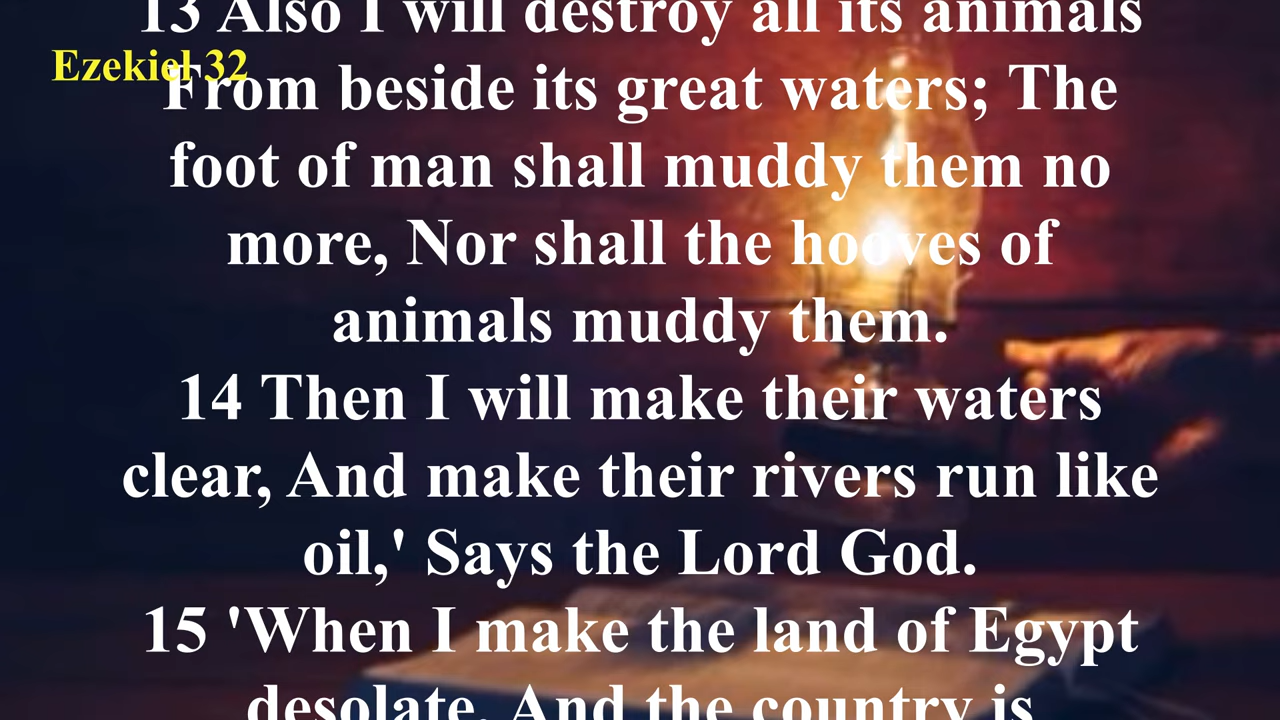 13 Also I will destroy all its animals
Ezekiel 32
From beside its great waters; The
foot of man shall muddy them no
more, Nor shall the hooves of
animals muddy them.
14 Then I will make their waters
clear, And make their rivers run like
oil,' Says the Lord God.
15 'When I make the land of Egypt
desolate, And the country is